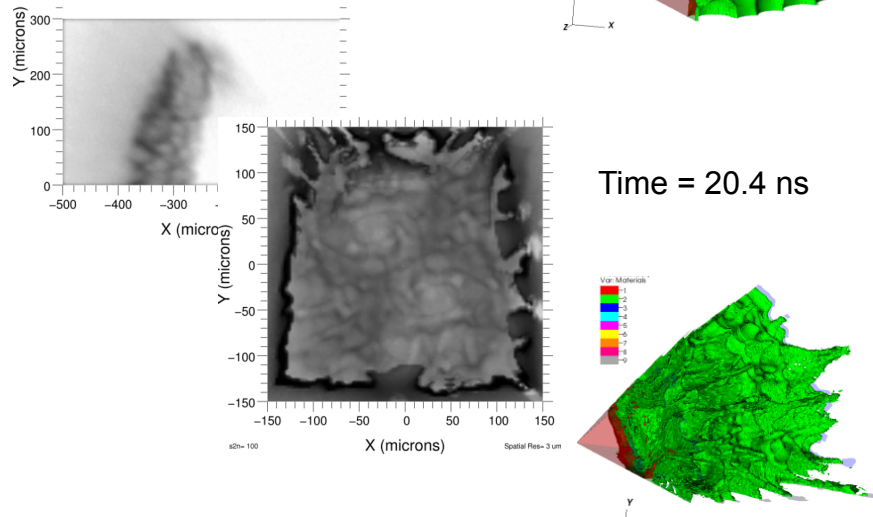 300
200
100
0
Y (microns)
−500
−400
−300
X (micro
z
x
150
100
50
0
−50
−100
−150
Y (microns)
−150
−100
−50
0
50
100
150
X (microns)
s2n= 100
Spatial Res= 3 um
Time = 20.4 ns
Var: Materials
1
2
3
4
5
6
7
8
9
Y